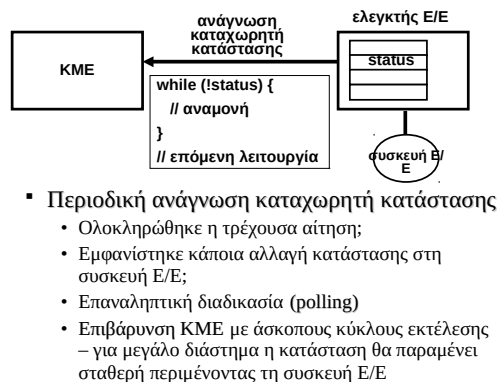 ανάγνωση
καταχωρητή
κατάστασης
ελεγκτής Ε/Ε
ΚΜΕ
status
while (!status) {
// αναμονή
}
// επόμενη λειτουργία
συσκευή Ε/
Ε
▪ Περιοδική ανάγνωση καταχωρητή κατάστασης
• Ολοκληρώθηκε η τρέχουσα αίτηση;
• Εμφανίστηκε κάποια αλλαγή κατάστασης στη
συσκευή Ε/Ε;
• Επαναληπτική διαδικασία (polling)
• Επιβάρυνση ΚΜΕ με άσκοπους κύκλους εκτέλεσης
– για μεγάλο διάστημα η κατάσταση θα παραμένει
σταθερή περιμένοντας τη συσκευή Ε/Ε